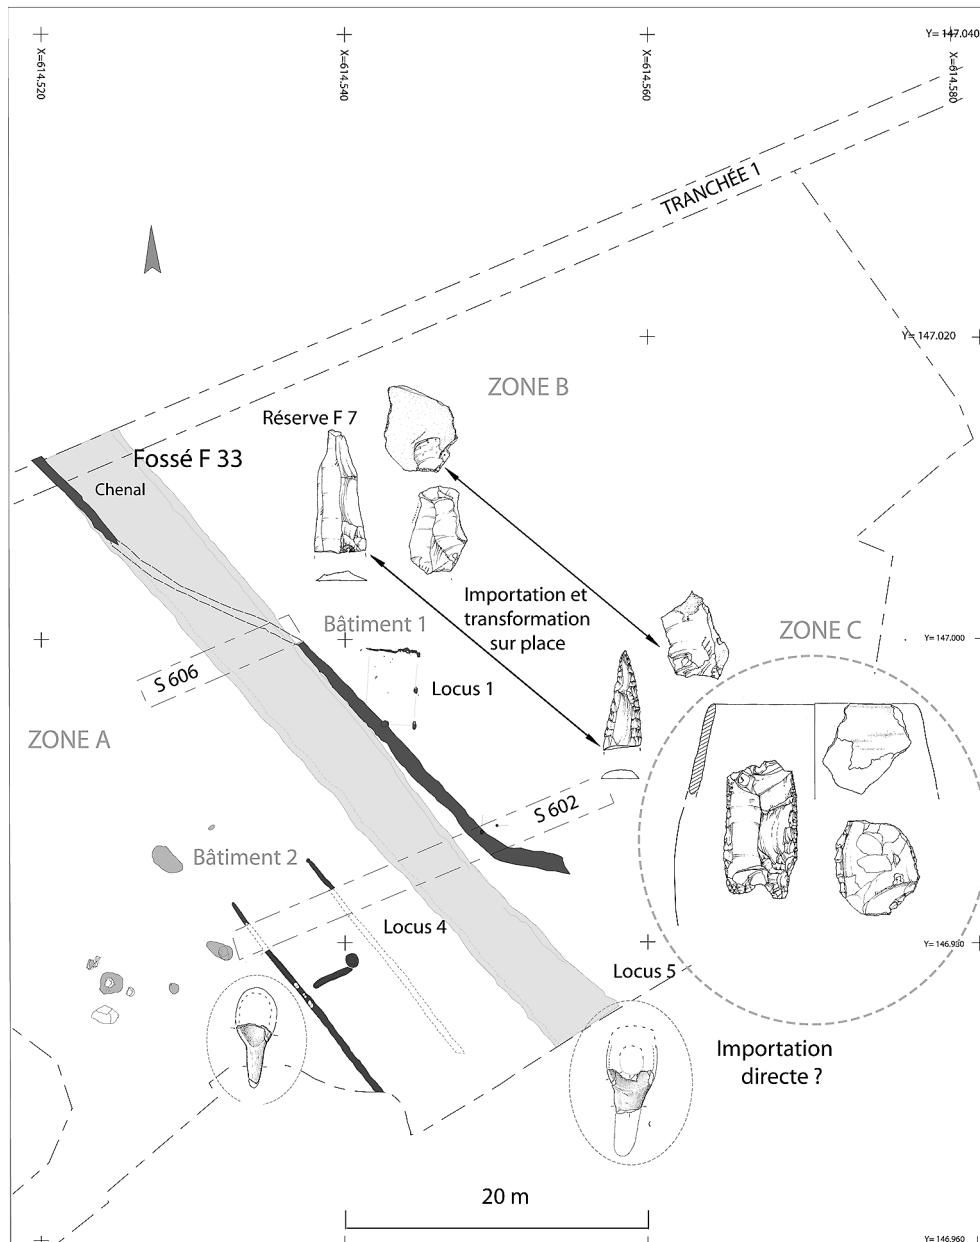 X=614.520
X=614.540
X=614.560
X=614.580
Y= 147.040
TRANCHÉE 1
Y= 147.020
ZONE B
Réserve F 7
Fossé F 33
Chenal
Importation et
transformation
sur place
Bâtiment 1
ZONE C
Y= 147.000
S 606
Locus 1
ZONE A
S 602
Bâtiment 2
Locus 4
Y= 146.980
Locus 5
Importation
directe ?
20 m
Y= 146.960